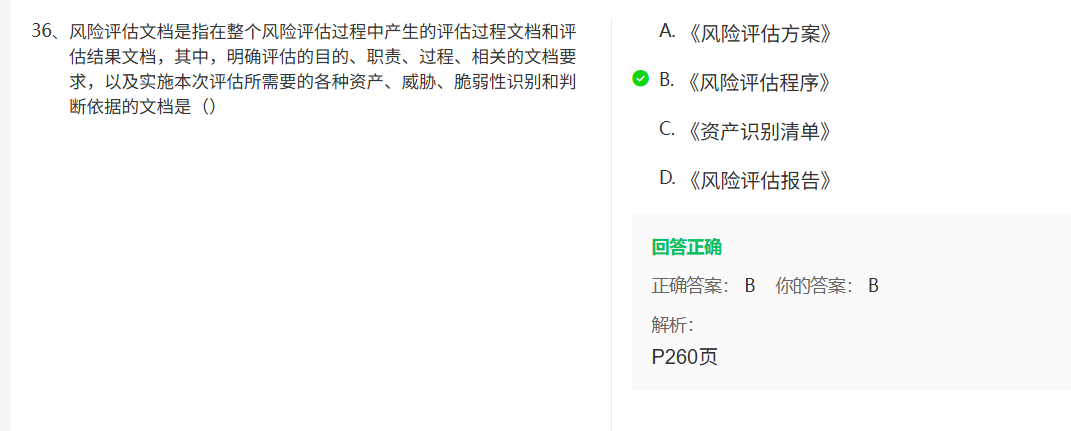 36、风险评估文档是指在整个风险评估过程中产生的评估过程文档和评
估结果文档，其中，明确评估的目的、职责、过程、相关的文档要
求，以及实施本次评估所需要的各种资产、威胁、脆弱性识别和判
断依据的文档是（）
A. 《风险评估方案》
B. 《风险评估程序》
C. 《资产识别清单》
D. 《风险评估报告》
回答正确
正确答案： B 你的答案： B
解析：
P260页